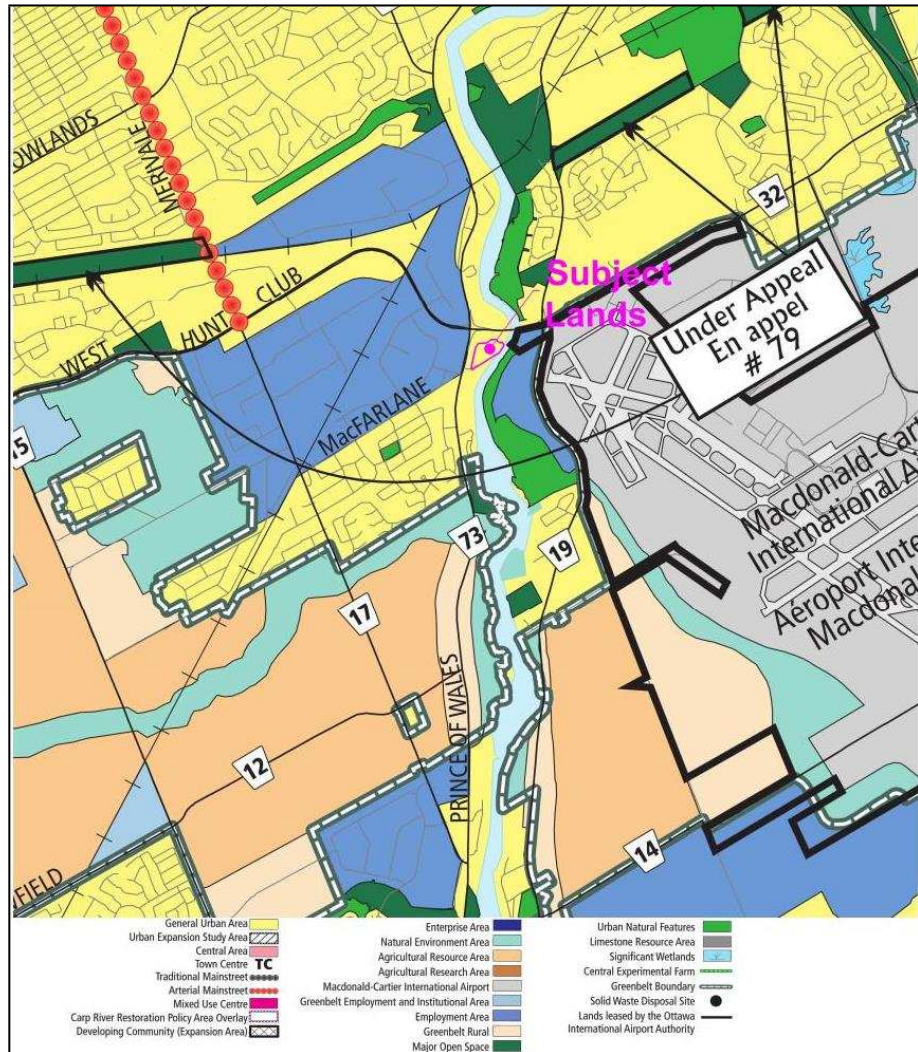 OWLANDS
MERIVALE
32
Subject
Lands
WEST HUNT CLUB
Under Appeal
En appel
# 79
MacFARLANE
15
Macdonald-Car
International A
Aéroport Inte
Macdona
73
19
17
PRINCE OF WALES
12
14
NFIELD
General Urban Area
Urban Expansion Study Area
Central Area
Town Centre TC
Traditional Mainstreet
Arterial Mainstreet
Mixed Use Centre
Carp River Restoration Policy Area Overlay
Developing Community (Expansion Area)
Enterprise Area
Natural Environment Area
Agricultural Resource Area
Agricultural Research Area
Macdonald-Cartier International Airport
Greenbelt Employment and Institutional Area
Employment Area
Greenbelt Rural
Major Open Space
Urban Natural Features
Limestone Resource Area
Significant Wetlands
Central Experimental Farm
Greenbelt Boundary
Solid Waste Disposal Site
Lands leased by the Ottawa
International Airport Authority